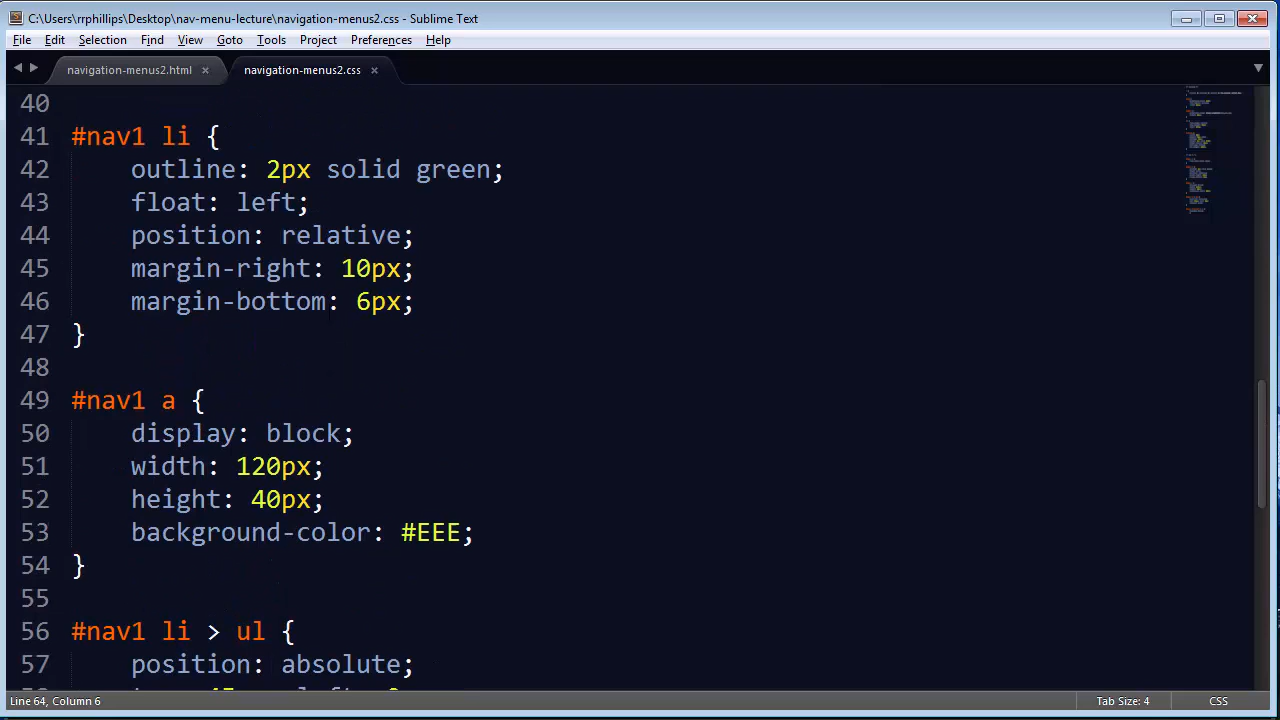 C:\Users\rrphillips\Desktop\nav-menu-lecture\navigation-menus2.css - Sublime Text
File Edit Selection Find View Goto Tools Project Preferences Help
navigation-menus2.html × navigation-menus2.css ×
40
41 #nav1 li {
42     outline: 2px solid green;
43     float: left;
44     position: relative;
45     margin-right: 10px;
46     margin-bottom: 6px;
47 }
48
49 #nav1 a {
50     display: block;
51     width: 120px;
52     height: 40px;
53     background-color: #EEE;
54 }
55
56 #nav1 li > ul {
57     position: absolute;
Line 64, Column 6 Tab Size: 4 CSS